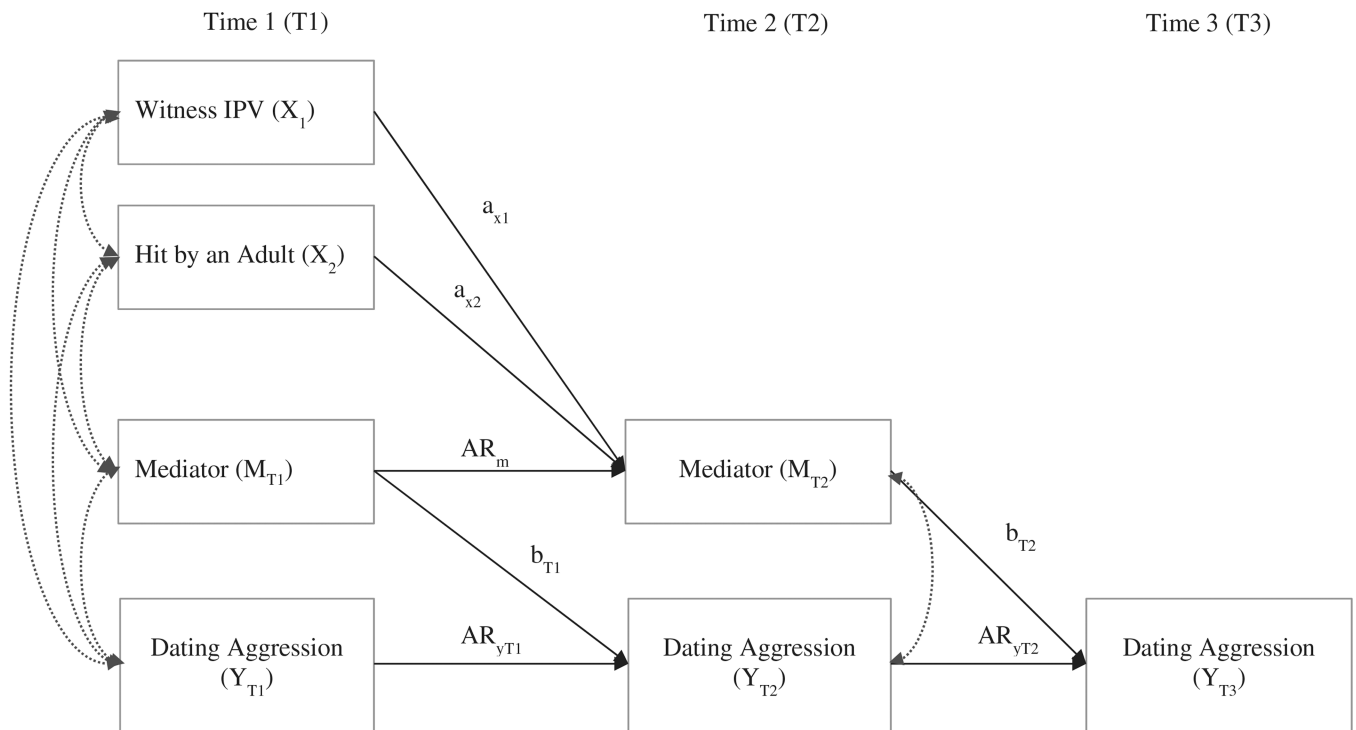 Time 1 (T1)
Time 2 (T2)
Time 3 (T3)
Witness IPV (X1)
ax1
Hit by an Adult (X2)
ax2
Mediator (MT1)
ARm
Mediator (MT2)
bT1
bT2
Dating Aggression
(YT1)
ARyT1
Dating Aggression
(YT2)
ARyT2
Dating Aggression
(YT3)